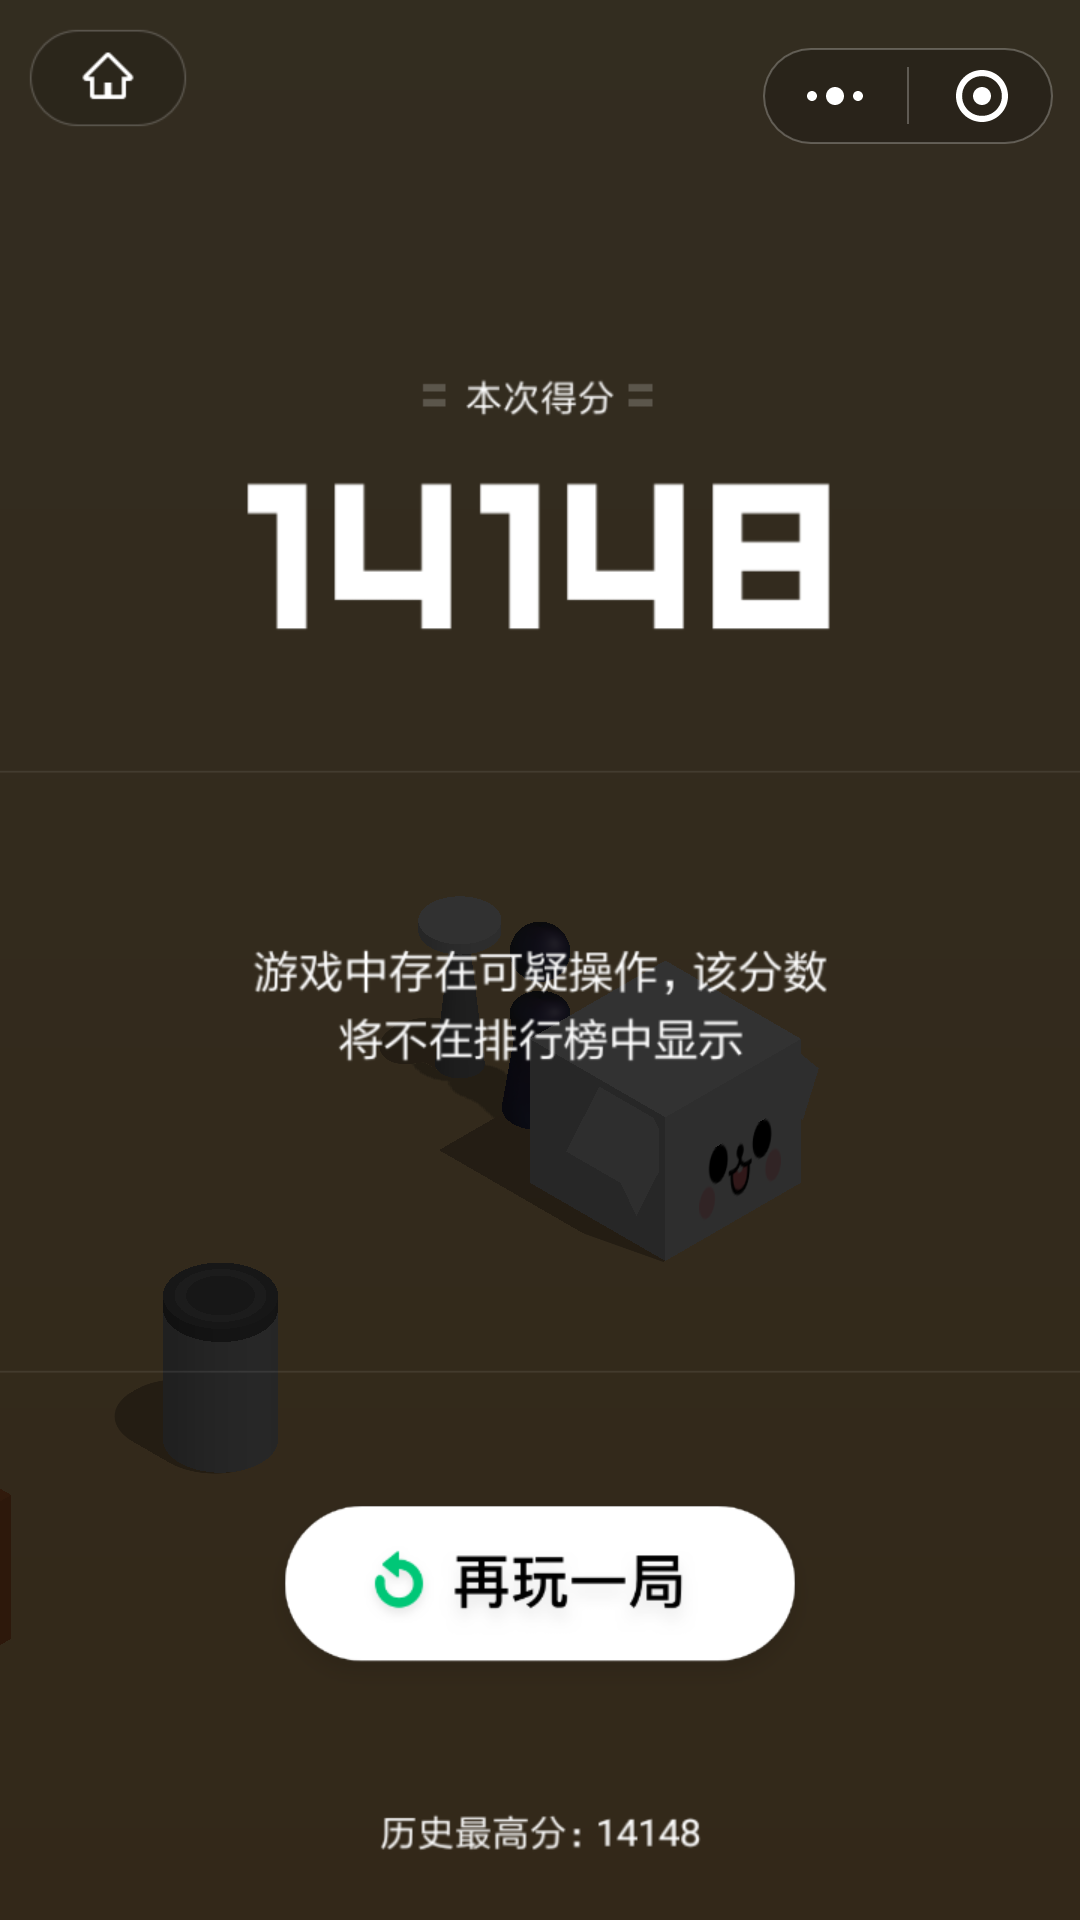 本次得分
14148
游戏中存在可疑操作，该分数
将不在排行榜中显示
再玩一局
历史最高分：14148